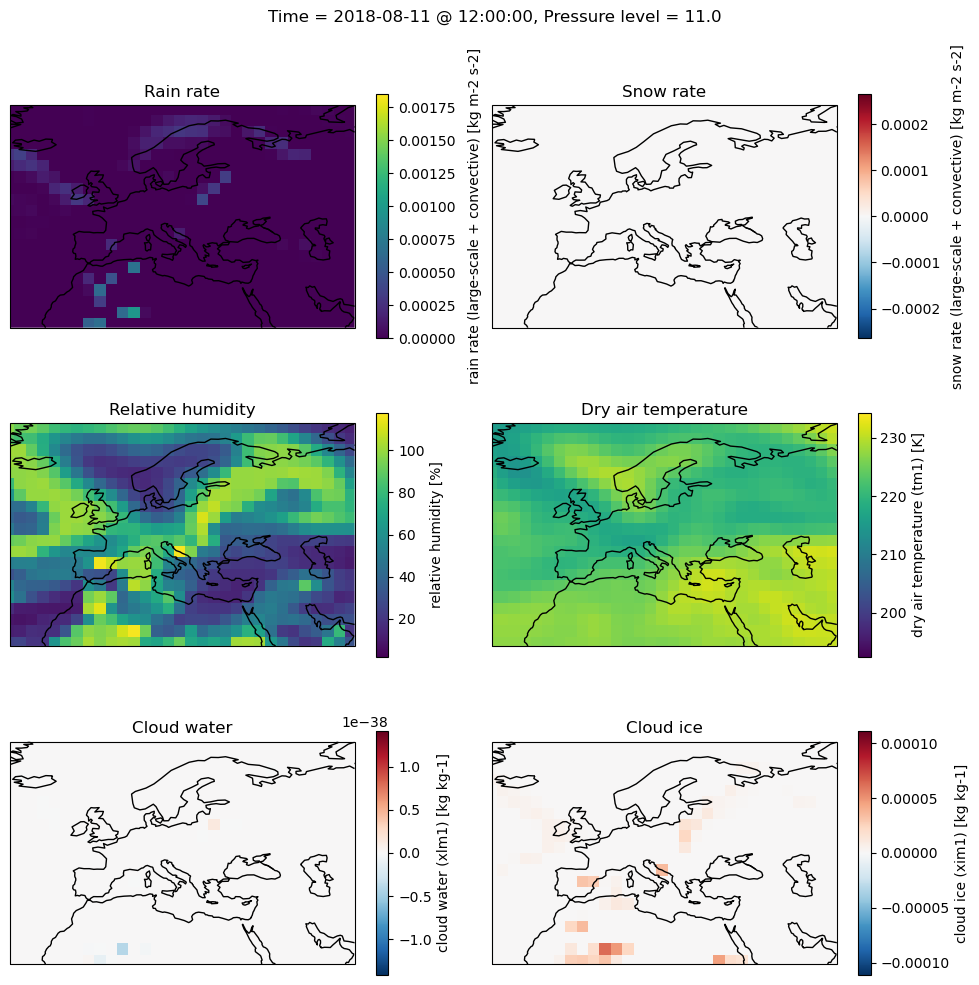 Time = 2018-08-11 @ 12:00:00, Pressure level = 11.0
Rain rate
0.00175
0.00150
0.00125
0.00100
0.00075
0.00050
0.00025
0.00000
rain rate (large-scale + convective) [kg m-2 s-2]
Snow rate
0.0002
0.0001
0.0000
−0.0001
−0.0002
snow rate (large-scale + convective) [kg m-2 s-2]
Relative humidity
100
80
60
40
20
relative humidity [%]
Dry air temperature
230
220
210
200
dry air temperature (tm1) [K]
Cloud water
1e−38
1.0
0.5
0.0
−0.5
−1.0
cloud water (xlm1) [kg kg-1]
Cloud ice
0.00010
0.00005
0.00000
−0.00005
−0.00010
cloud ice (xim1) [kg kg-1]